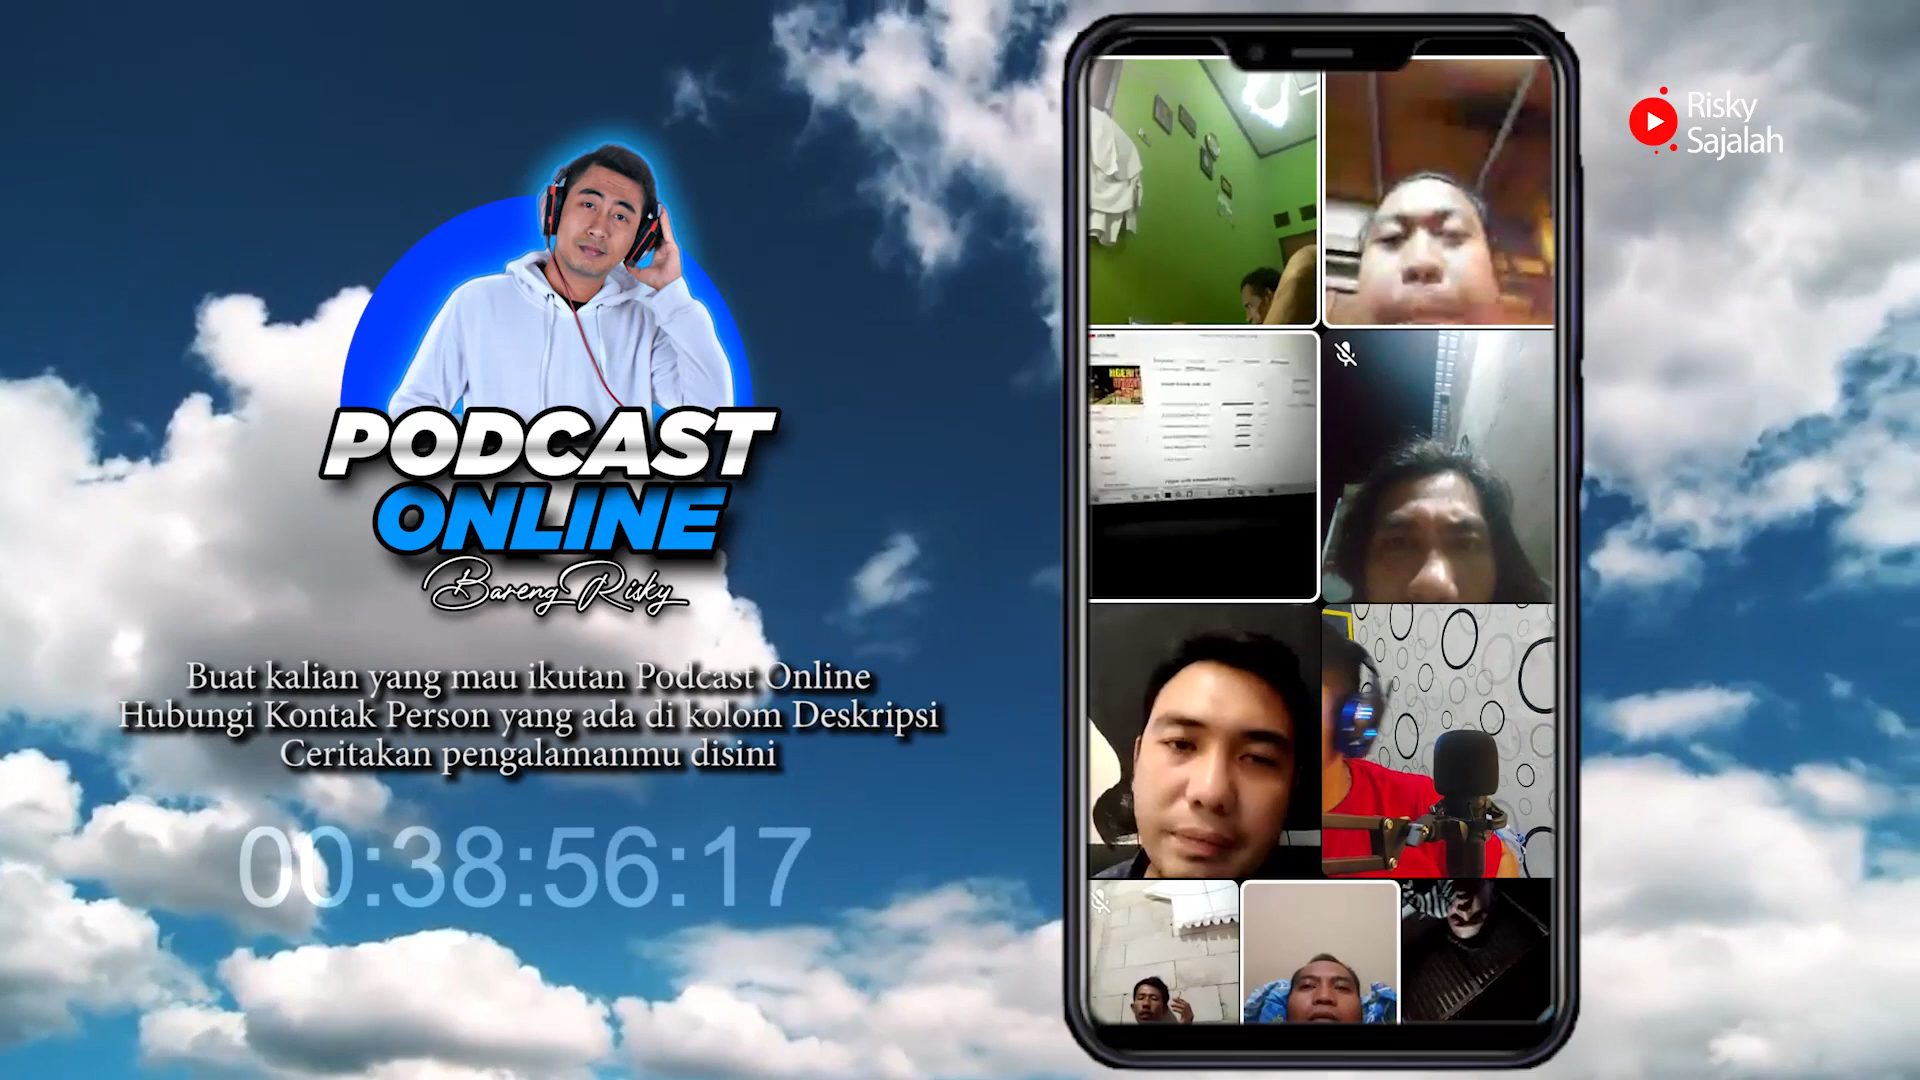 Risky
Sajalah
PODCAST
ONLINE
Bareng Risky
Buat kalian yang mau ikutan Podcast Online
Hubungi Kontak Person yang ada di kolom Deskripsi
Ceritakan pengalamanmu disini
00:38:56:17